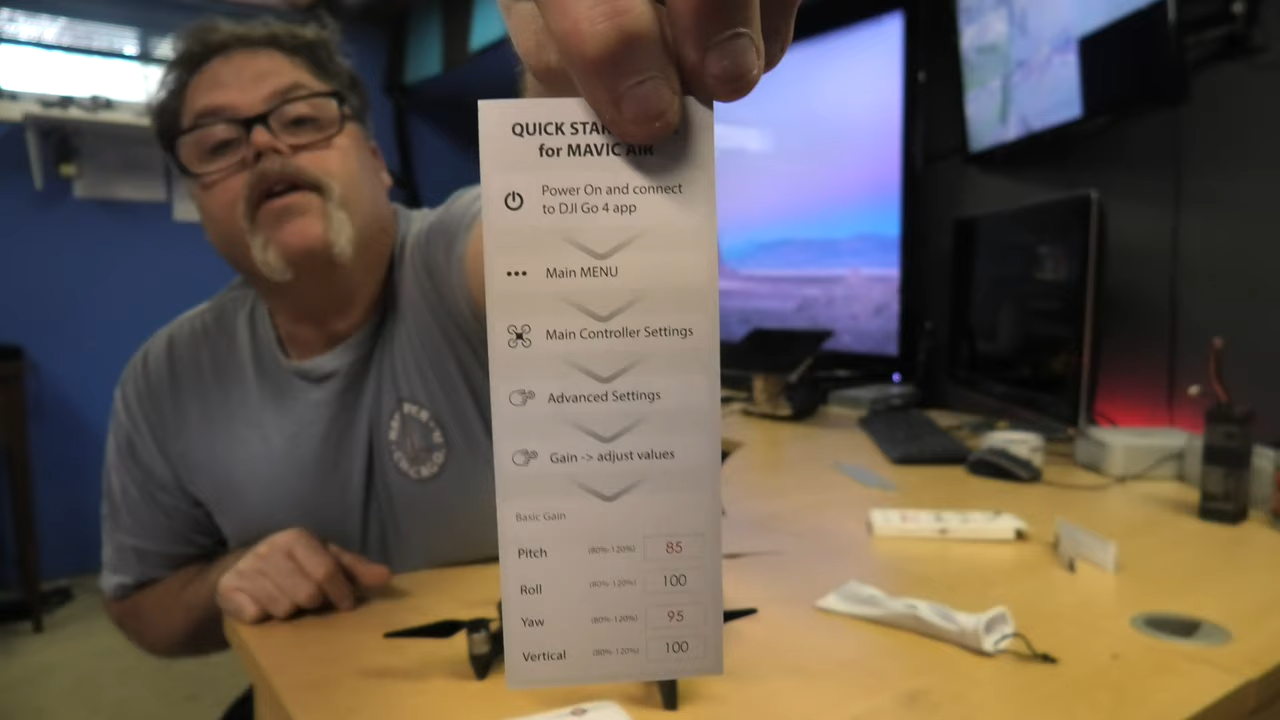 QUICK
for MAVIC AIR
Power On and connect
to DJI Go 4 app
Main MENU
Main Controller Settings
Advanced Settings
Gain -> adjust values
Basic Gain
Pitch (80%-120%) 85
Roll (80%-120%) 100
Yaw (80%-120%) 95
Vertical (80%-120%) 100
CHICAGO